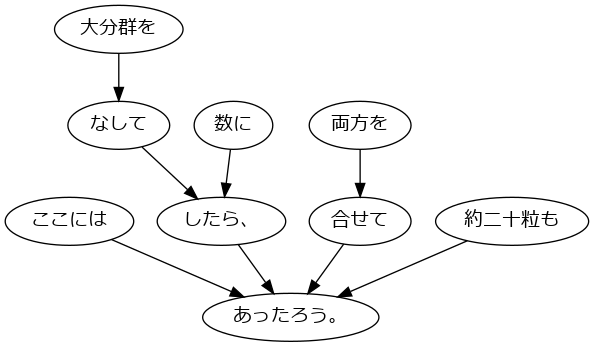 大分群を
なして
数に
両方を
ここには
したら、
合せて
約二十粒も
あったろう。